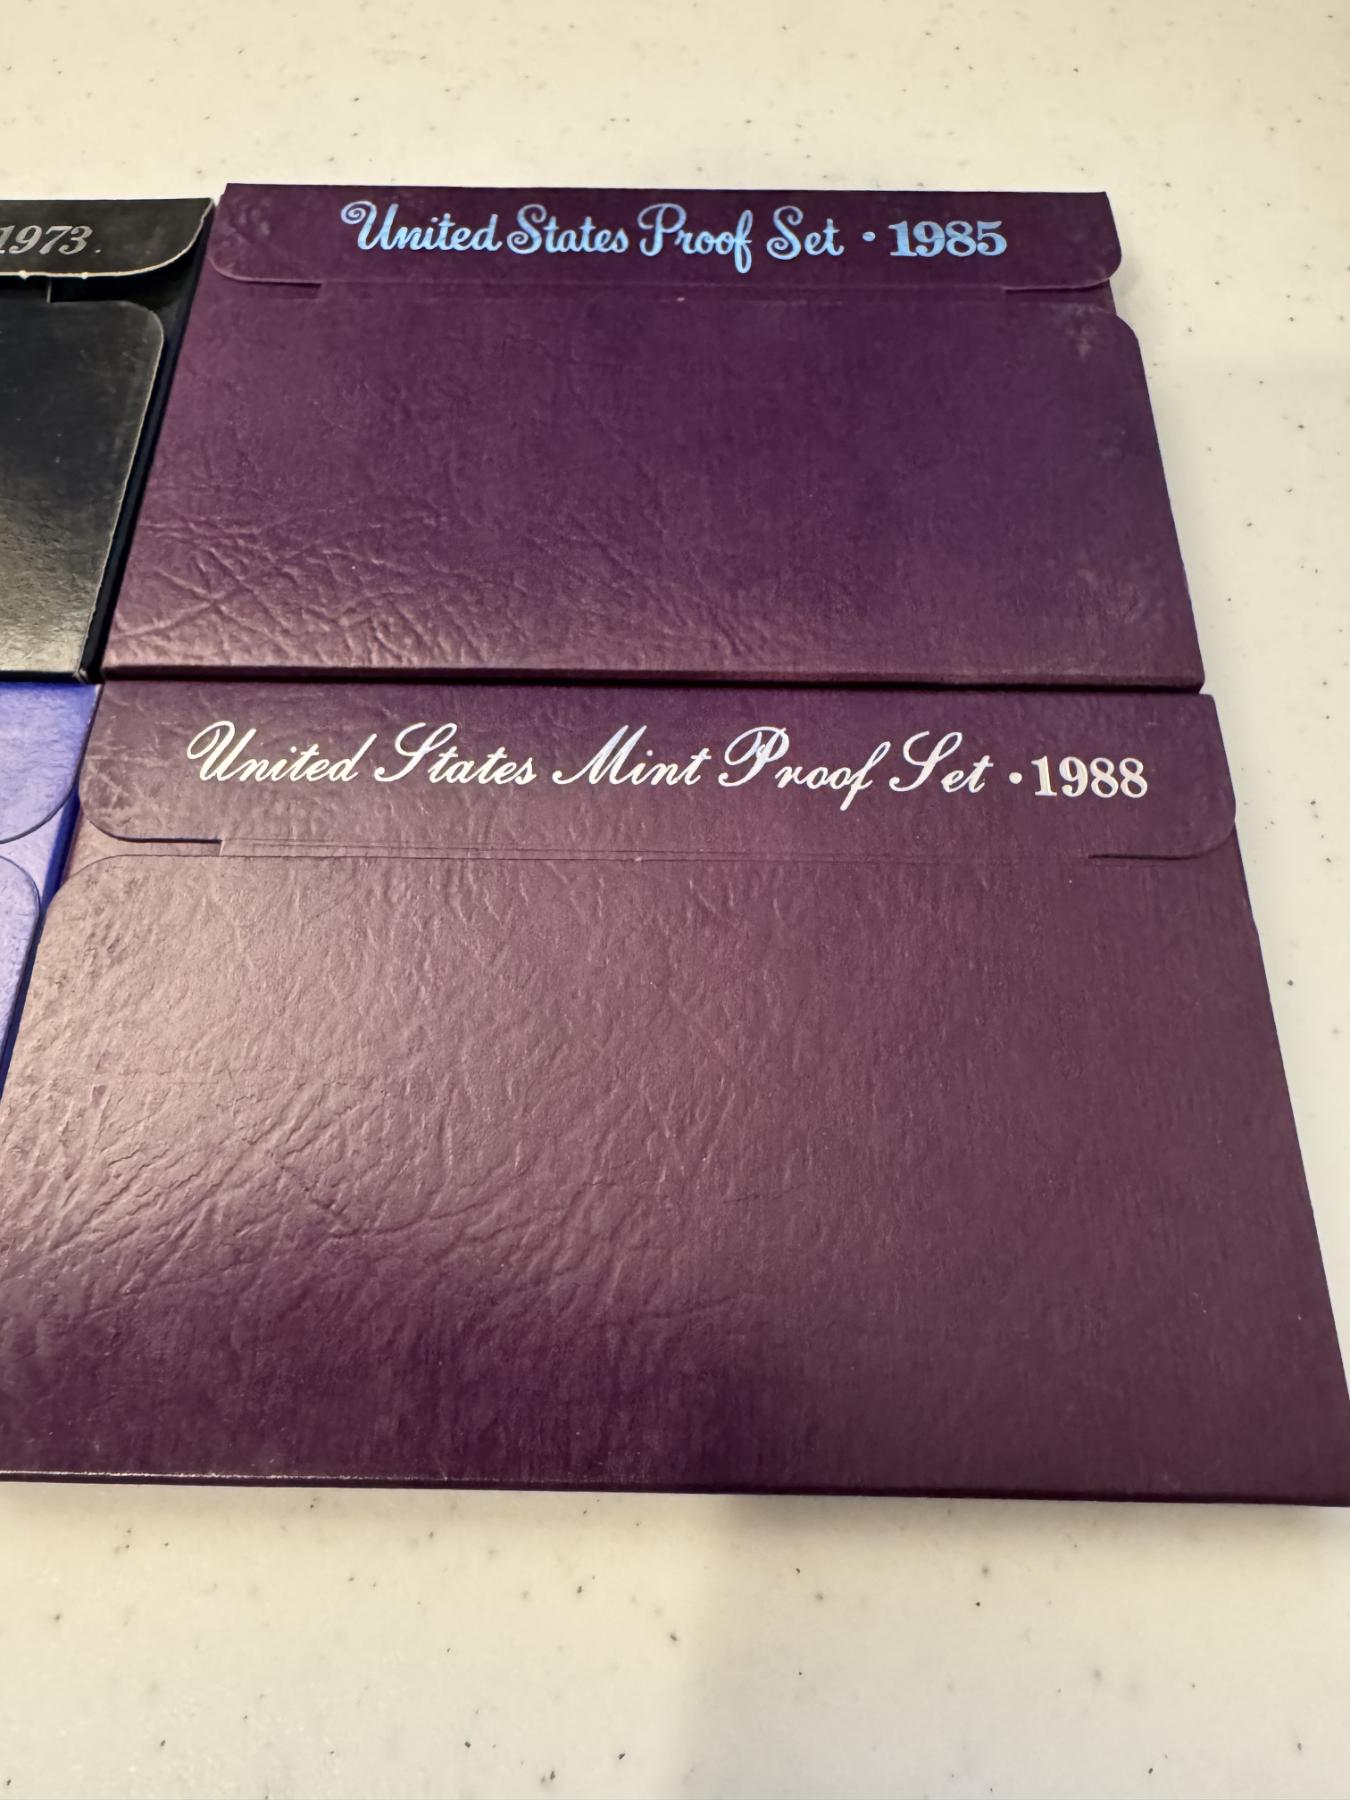 1973.
United States Proof Set • 1985
United States Mint Proof Set • 1988